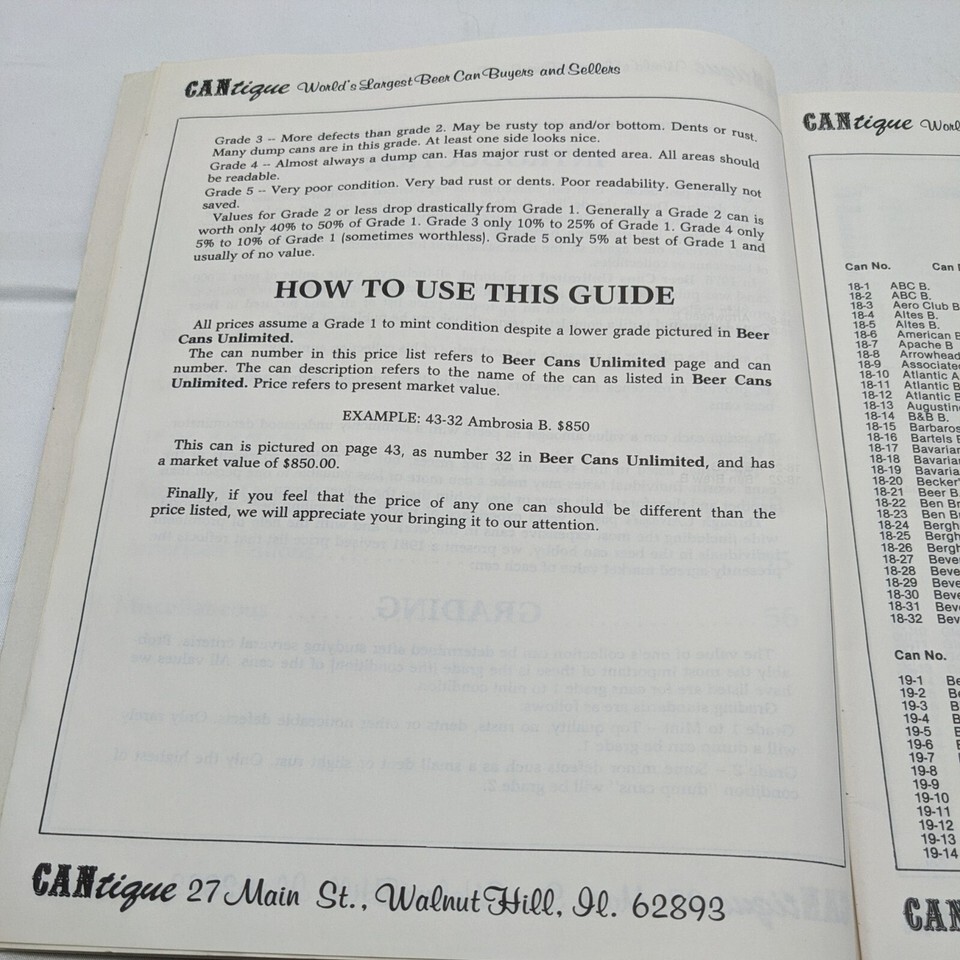 CANtique World's Largest Beer Can Buyers and Sellers
Grade 3 -- More defects than grade 2. May be rusty top and/or bottom. Dents or rust.
Many dump cans are in this grade. At least one side looks nice.
Grade 4 -- Almost always a dump can. Has major rust or dented area. All areas should
be readable.
Grade 5 -- Very poor condition. Very bad rust or dents. Poor readability. Generally not
saved.
Values for Grade 2 or less drop drastically from Grade 1. Generally a Grade 2 can is
worth only 40% to 50% of Grade 1. Grade 3 only 10% to 25% of Grade 1. Grade 4 only
5% to 10% of Grade 1 (sometimes worthless). Grade 5 only 5% at best of Grade 1 and
usually of no value.
HOW TO USE THIS GUIDE
All prices assume a Grade 1 to mint condition despite a lower grade pictured in Beer
Cans Unlimited.
The can number in this price list refers to Beer Cans Unlimited page and can
number. The can description refers to the name of the can as listed in Beer Cans
Unlimited. Price refers to present market value.
EXAMPLE: 43-32 Ambrosia B. $850
This can is pictured on page 43, as number 32 in Beer Cans Unlimited, and has
a market value of $850.00.
Finally, if you feel that the price of any one can should be different than the
price listed, we will appreciate your bringing it to our attention.
CANtique 27 Main St., Walnut Hill, Il. 62893
CANtique Worl
Can No. Can
18-1 ABC B.
18-2 ABC B.
18-3 Aero Club B
18-4 Altes B.
18-5 Altes B.
18-6 American B
18-7 Apache B
18-8 Arrowhead
18-9 Associate
18-10 Atlantic A
18-11 Atlantic B
18-12 Atlantic B
18-13 Augustin
18-14 B&B B.
18-15 Barbaros
18-16 Bartels B
18-17 Bavarian
18-18 Bavaria
18-19 Bavaria
18-20 Becker'
18-21 Beer B.
18-22 Ben Br
18-23 Ben B
18-24 Bergh
18-25 Bergh
18-26 Bergh
18-27 Bever
18-28 Beve
18-29 Beve
18-30 Beve
18-31 Bev
18-32 Bev
Can No.
19-1 Be
19-2 B
19-3 B
19-4 B
19-5
19-6
19-7
19-8
19-9
19-10
19-11
19-12
19-13
19-14
CAN